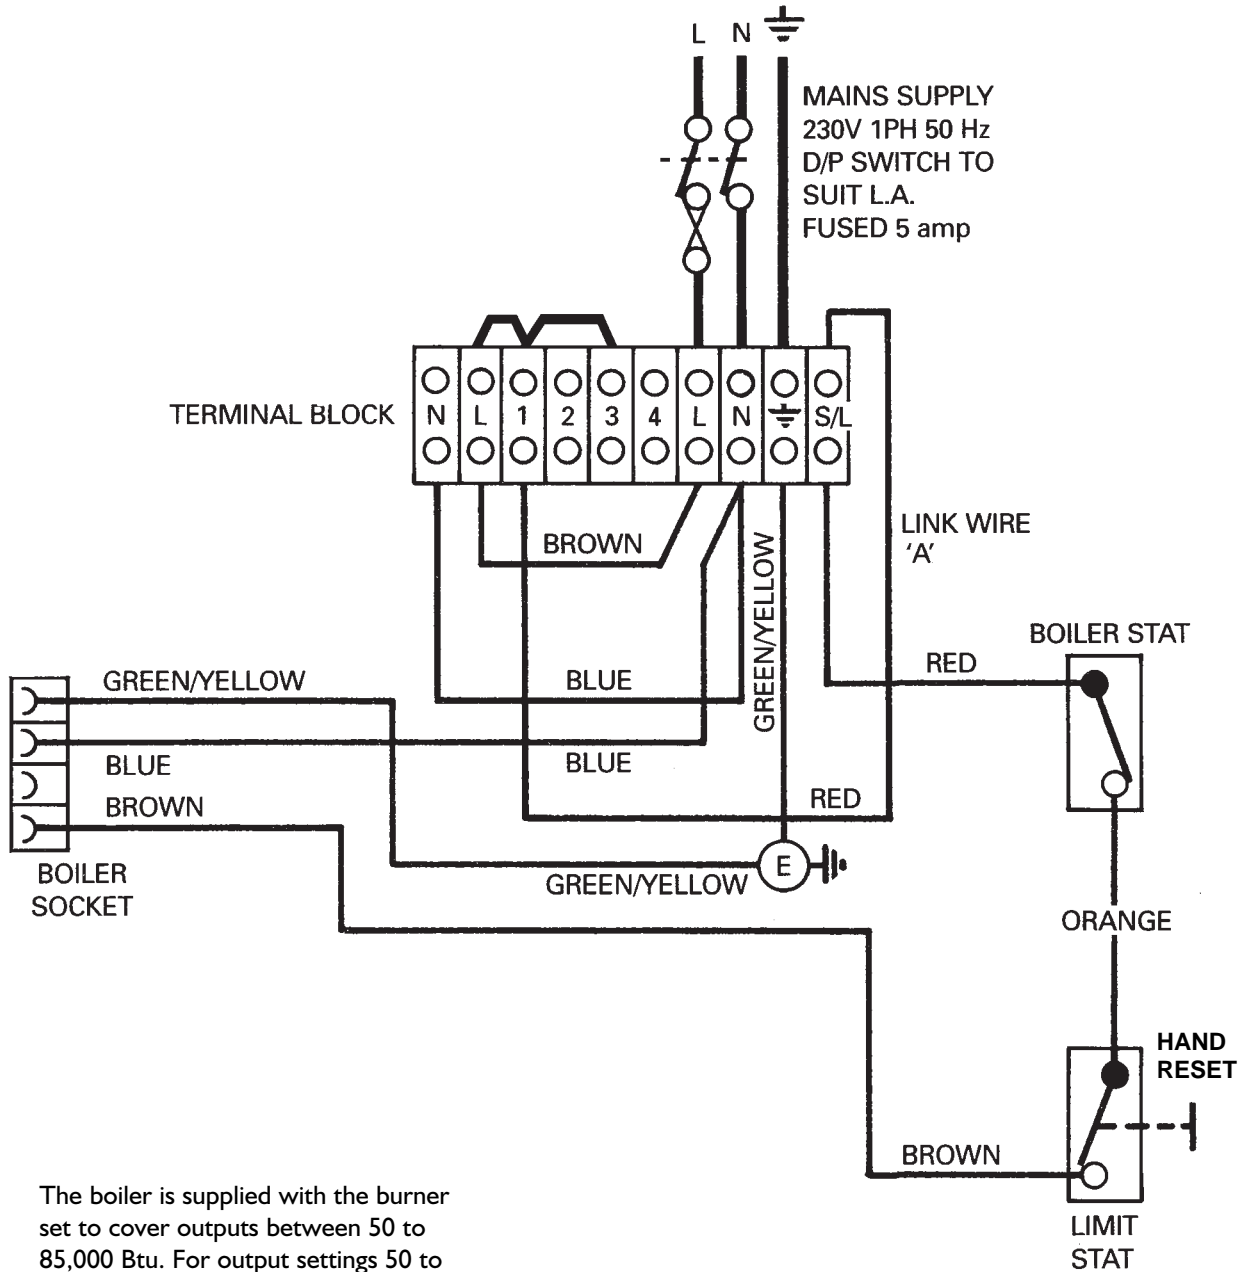 L N
MAINS SUPPLY
230V 1PH 50 Hz
D/P SWITCH TO
SUIT L.A.
FUSED 5 amp
TERMINAL BLOCK
N L 1 2 3 4 L N S/L
LINK WIRE
'A'
BROWN
GREEN/YELLOW
BOILER STAT
RED
GREEN/YELLOW
BLUE
BLUE
BLUE
BROWN
RED
BOILER
SOCKET
E
GREEN/YELLOW
ORANGE
HAND
RESET
BROWN
LIMIT
STAT
The boiler is supplied with the burner
set to cover outputs between 50 to
85,000 Btu. For output settings 50 to